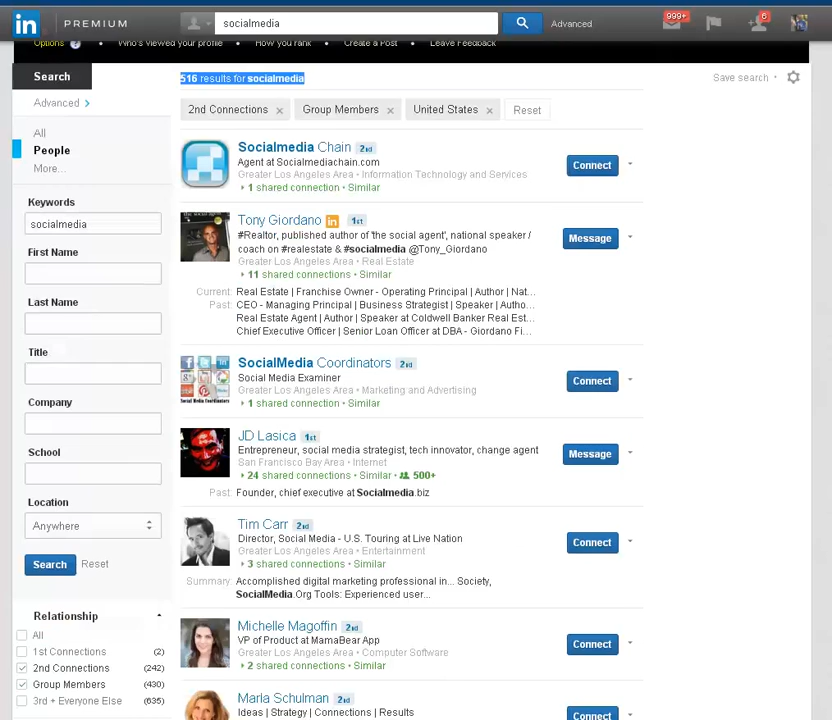 in PREMIUM
socialmedia
Advanced
999+
6
Options
?
Who's viewed your profile
How you rank
Create a Post
Leave Feedback
Search
Advanced
All
People
More...
Keywords
socialmedia
First Name
Last Name
Title
Company
School
Location
Anywhere
Search Reset
Relationship
All
1st Connections (2)
2nd Connections (242)
Group Members (430)
3rd + Everyone Else (635)
516 results for socialmedia
Save search
2nd Connections × Group Members × United States × Reset
Socialmedia Chain 2nd
Agent at Socialmediachain.com
Greater Los Angeles Area • Information Technology and Services
1 shared connection • Similar
Connect
Tony Giordano in 1st
#Realtor, published author of 'the social agent', national speaker /
coach on #realestate & #socialmedia @Tony_Giordano
Greater Los Angeles Area • Real Estate
11 shared connections • Similar
Current: Real Estate | Franchise Owner - Operating Principal | Author | Nat...
Past: CEO - Managing Principal | Business Strategist | Speaker | Autho...
Real Estate Agent | Author | Speaker at Coldwell Banker Real Est...
Chief Executive Officer | Senior Loan Officer at DBA - Giordano Fi...
Message
SocialMedia Coordinators 2nd
Social Media Examiner
Greater Los Angeles Area • Marketing and Advertising
1 shared connection • Similar
Connect
JD Lasica 1st
Entrepreneur, social media strategist, tech innovator, change agent
San Francisco Bay Area • Internet
24 shared connections • Similar • 500+
Past: Founder, chief executive at Socialmedia.biz
Message
Tim Carr 2nd
Director, Social Media - U.S. Touring at Live Nation
Greater Los Angeles Area • Entertainment
3 shared connections • Similar
Summary: Accomplished digital marketing professional in... Society,
SocialMedia.Org Tools: Experienced user...
Connect
Michelle Magoffin 2nd
VP of Product at MamaBear App
Greater Los Angeles Area • Computer Software
2 shared connections • Similar
Connect
Marla Schulman 2nd
Ideas | Strategy | Connections | Results
Connect